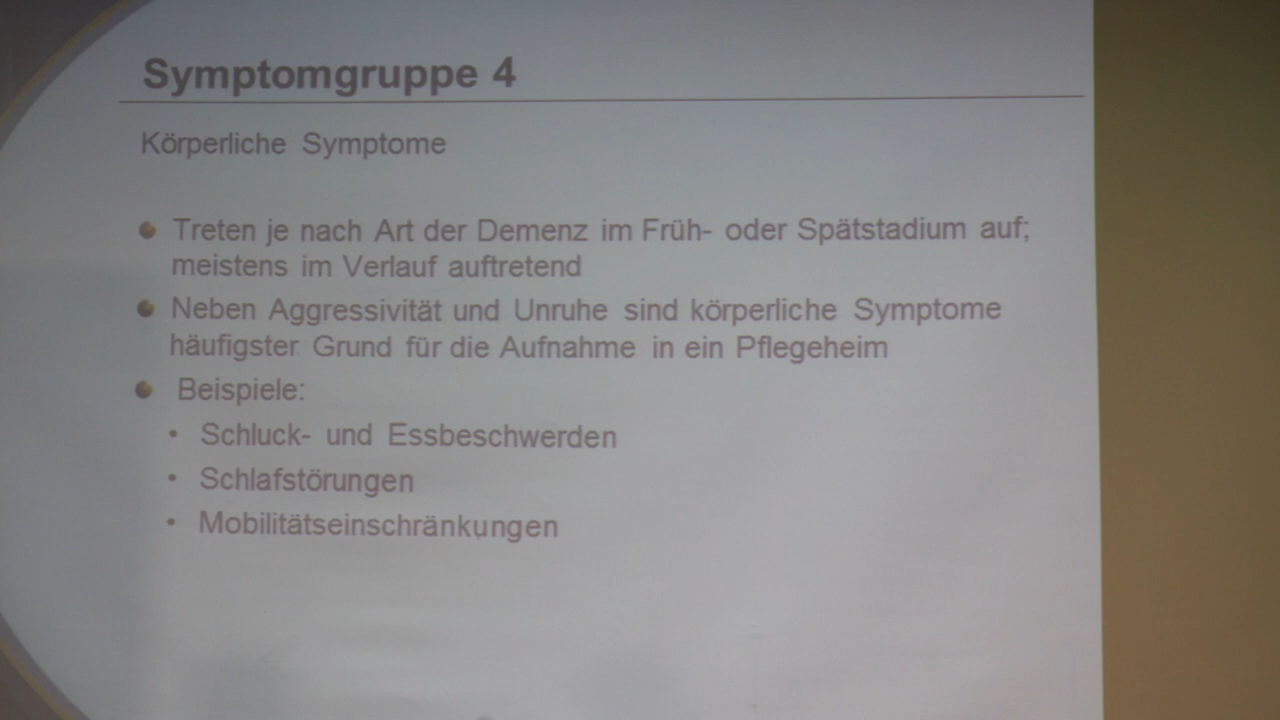 Symptomgruppe 4
Körperliche Symptome
Treten je nach Art der Demenz im Früh- oder Spätstadium auf;
meistens im Verlauf auftretend
Neben Aggressivität und Unruhe sind körperliche Symptome
häufigster Grund für die Aufnahme in ein Pflegeheim
Beispiele:
Schluck- und Essbeschwerden
Schlafstörungen
Mobilitätseinschränkungen